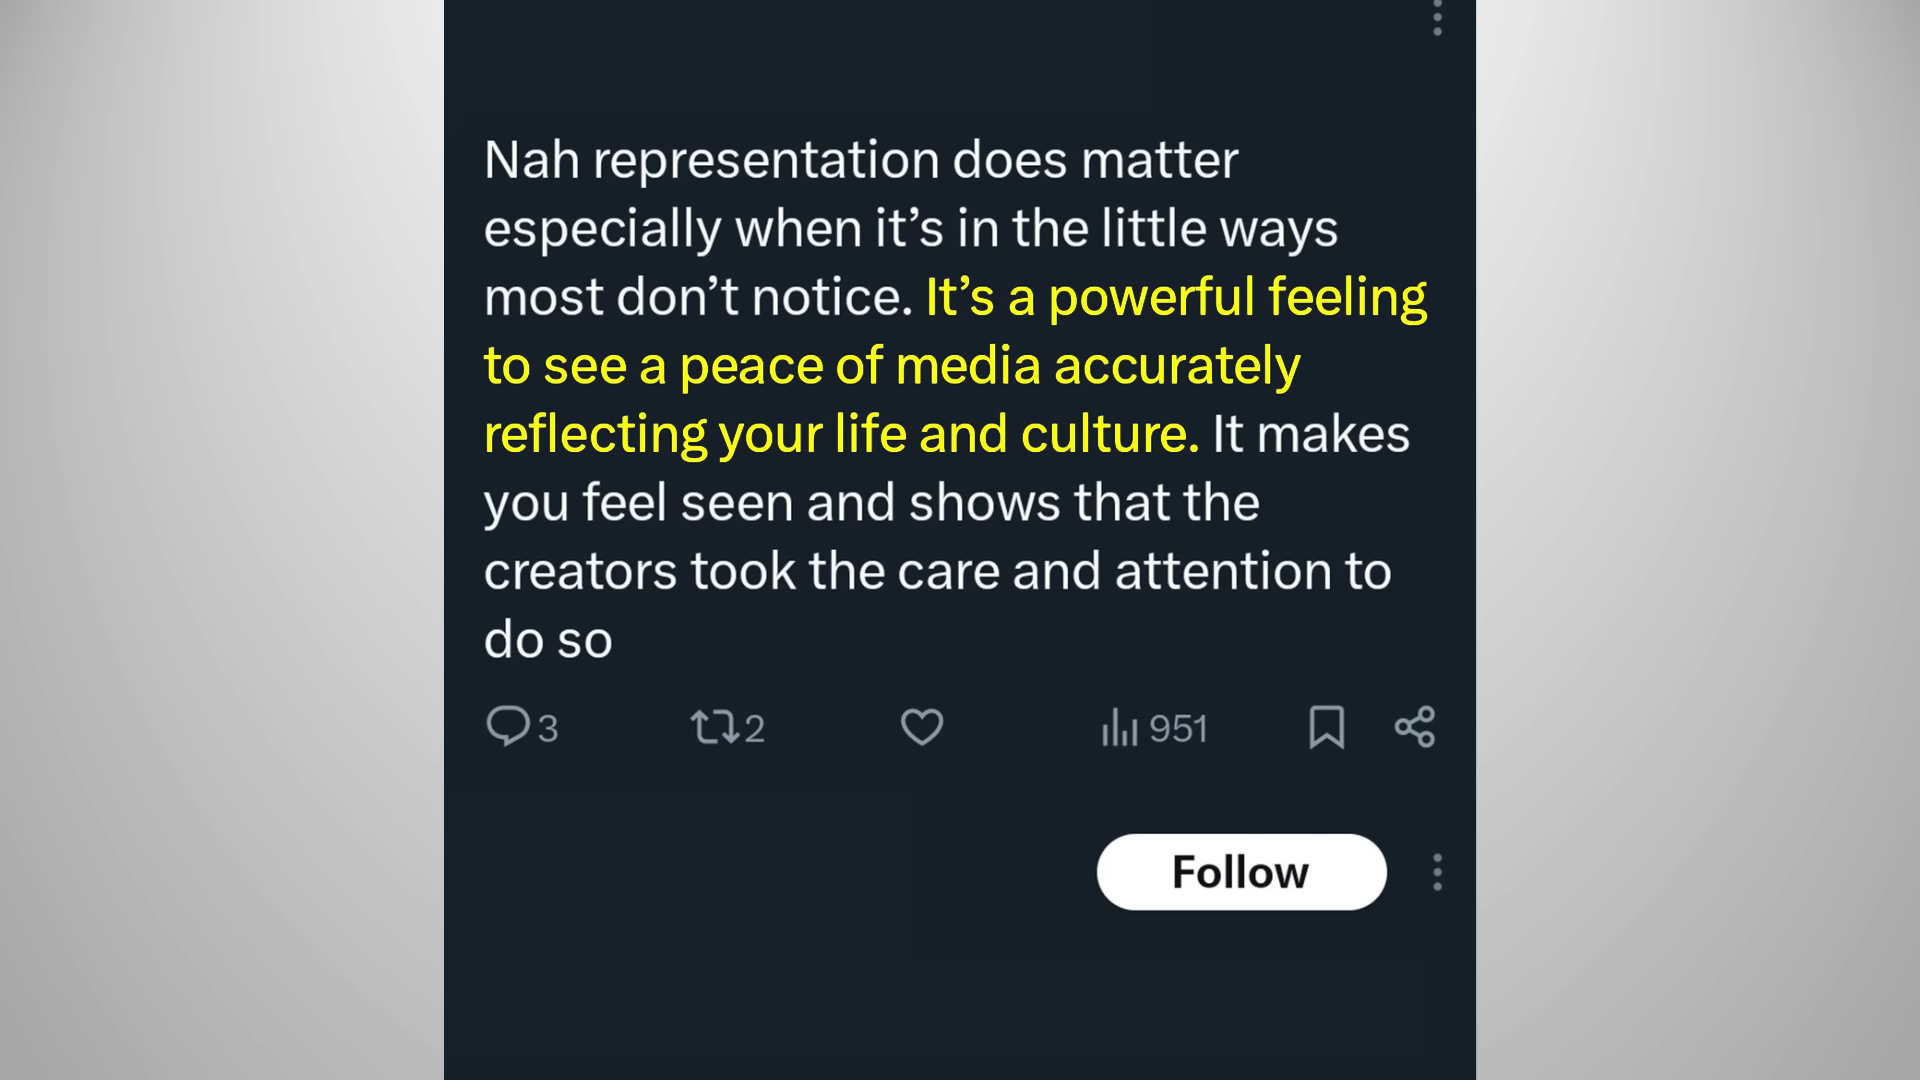 Nah representation does matter
especially when it’s in the little ways
most don’t notice. It’s a powerful feeling
to see a peace of media accurately
reflecting your life and culture. It makes
you feel seen and shows that the
creators took the care and attention to
do so
3 2 951
Follow